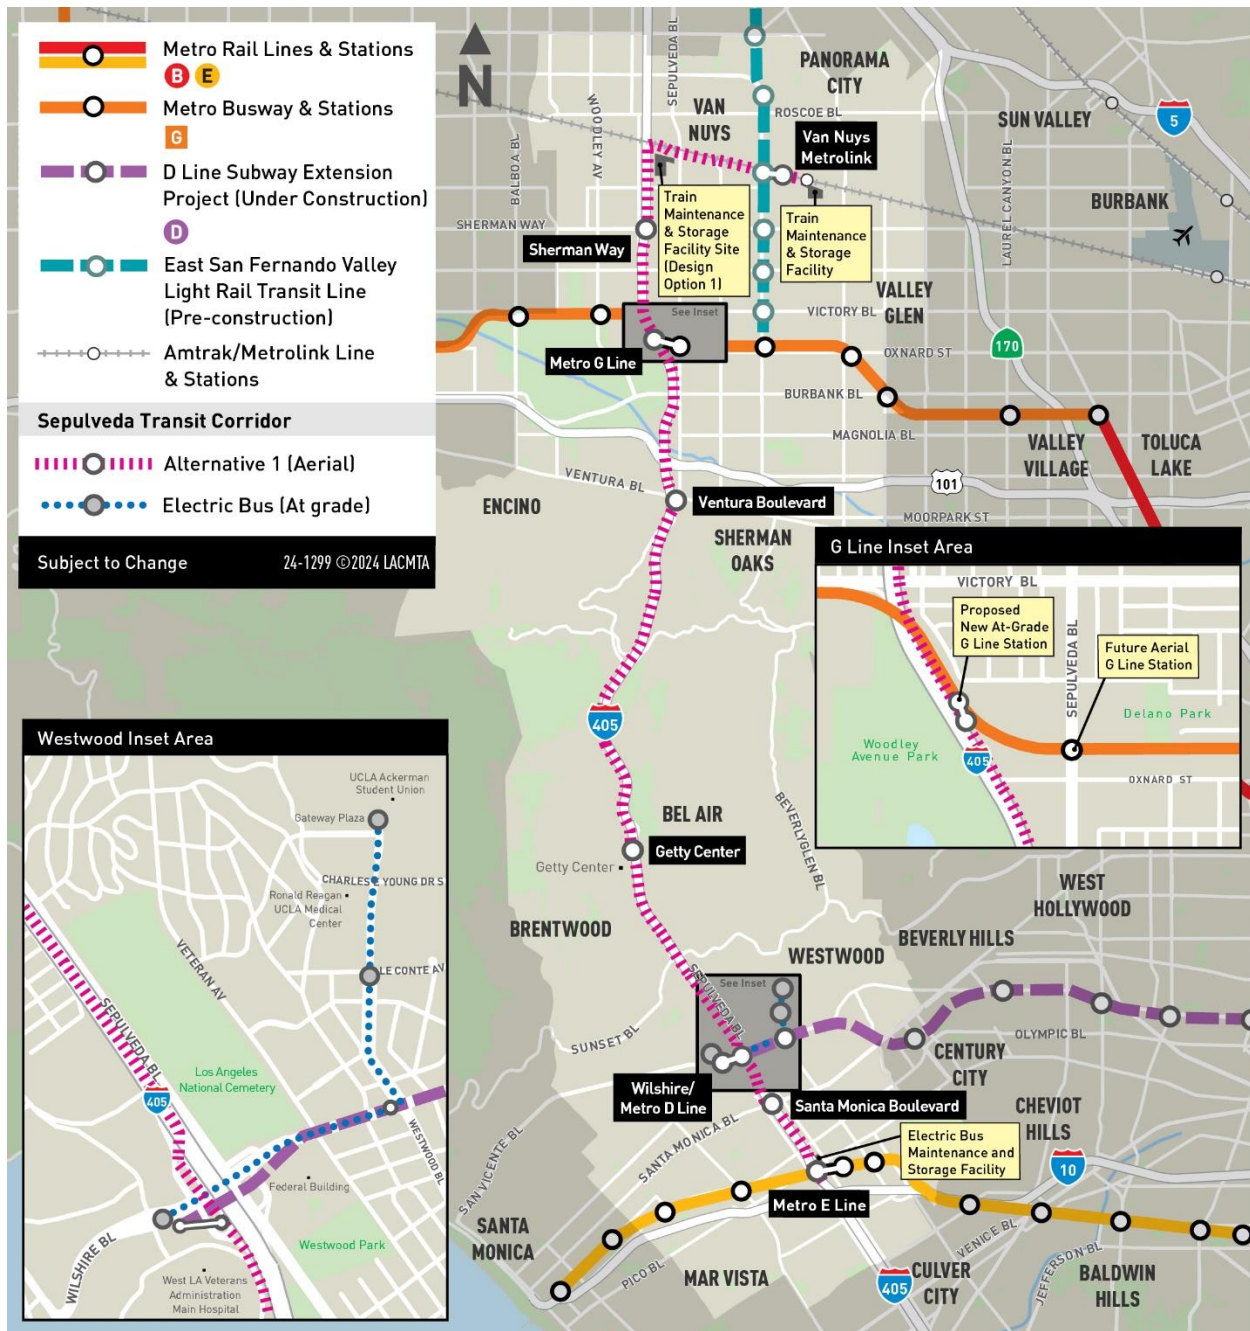 Metro Rail Lines & Stations
B E
Metro Busway & Stations
G
D Line Subway Extension
Project (Under Construction)
D
East San Fernando Valley
Light Rail Transit Line
(Pre-construction)
Amtrak/Metrolink Line
& Stations
Sepulveda Transit Corridor
Alternative 1 (Aerial)
Electric Bus (At grade)
Subject to Change
24-1299 ©2024 LACMTA
N
SEPULVEDA BL
WOODLEY AV
BALBOA BL
VAN
NUYS
PANORAMA
CITY
ROSCOE BL
Van Nuys
Metrolink
SUN VALLEY
5
BURBANK
LAUREL CANYON BL
SHERMAN WAY
Sherman Way
Train
Maintenance
& Storage
Facility Site
(Design
Option 1)
Train
Maintenance
& Storage
Facility
VALLEY
GLEN
See Inset
VICTORY BL
Metro G Line
OXNARD ST
170
BURBANK BL
MAGNOLIA BL
VALLEY
VILLAGE
TOLUCA
LAKE
VENTURA BL
101
ENCINO
Ventura Boulevard
MOORPARK ST
SHERMAN
OAKS
G Line Inset Area
VICTORY BL
Proposed
New At-Grade
G Line Station
SEPULVEDA BL
Future Aerial
G Line Station
Delano Park
Woodley
Avenue Park
405
OXNARD ST
405
BEL AIR
BEVERLY GLEN BL
Getty Center
Getty Center
BRENTWOOD
WEST
HOLLYWOOD
BEVERLY HILLS
WESTWOOD
See Inset
SEPULVEDA BL
SUNSET BL
OLYMPIC BL
CENTURY
CITY
Wilshire/
Metro D Line
Santa Monica Boulevard
CHEVIOT
HILLS
SANTA MONICA BL
Electric Bus
Maintenance and
Storage Facility
10
SAN VICENTE BL
Metro E Line
SANTA
MONICA
PICO BL
MAR VISTA
VENICE BL
405
CULVER
CITY
JEFFERSON BL
BALDWIN
HILLS
Westwood Inset Area
UCLA Ackerman
Student Union
Gateway Plaza
CHARLES E YOUNG DR S
Ronald Reagan
UCLA Medical
Center
VETERAN AV
LE CONTE AV
SEPULVEDA BL
Los Angeles
National Cemetery
405
WESTWOOD BL
Federal Building
Westwood Park
WILSHIRE BL
West LA Veterans
Administration
Main Hospital